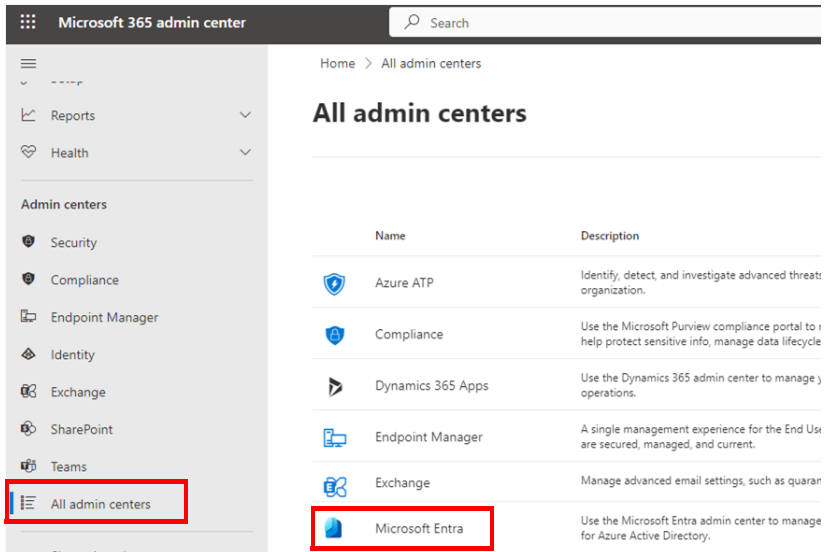 Microsoft 365 admin center
Search
Home > All admin centers
All admin centers
Reports
Health
Admin centers
Security
Compliance
Endpoint Manager
Identity
Exchange
SharePoint
Teams
All admin centers
Name Description
Azure ATP
Identify, detect, and investigate advanced threats
organization.
Compliance
Use the Microsoft Purview compliance portal to
help protect sensitive info, manage data lifecycle
Dynamics 365 Apps
Use the Dynamics 365 admin center to manage
operations.
Endpoint Manager
A single management experience for the End Use
are secured, managed, and current.
Exchange
Manage advanced email settings, such as quaran
Microsoft Entra
Use the Microsoft Entra admin center to manage
for Azure Active Directory.